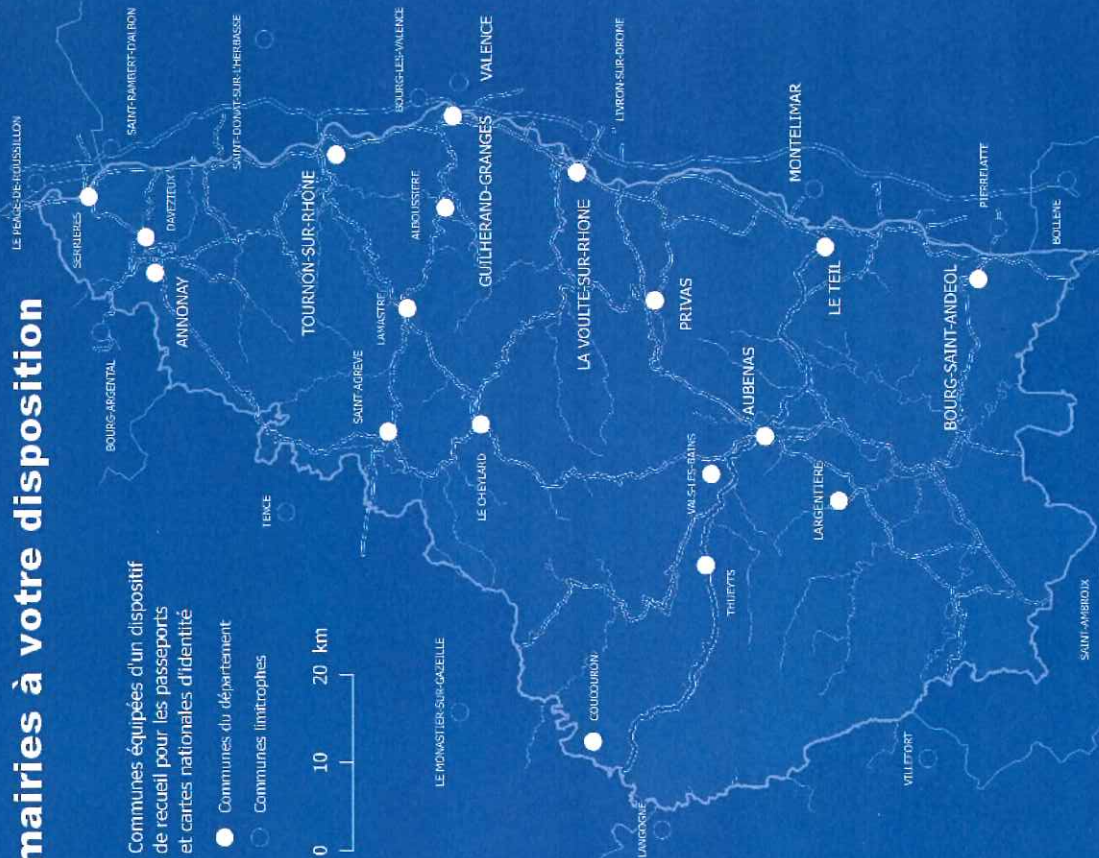 mairies à votre disposition
Communes équipées d'un dispositif
de recueil pour les passeports
et cartes nationales d'identité
Communes du département
Communes limitrophes
0 10 20 km
LE PEAGE-DE-ROUSSILLON
SERRIERES
SAINT-RAMBERT-D'ALBON
BOURG-ARGENTAL
DAVEZIEUX
ANNONAY
SAINT-DONAT-SUR-L'HERBASSE
TENCE
TOURNON-SUR-RHONE
SAINT-AGREVE
LAMASTRE
ALBOUSSIERE
BOURG-LES-VALENCE
VALENCE
GUILHERAND-GRANGES
LE CHEYLARD
LE MONASTIER-SUR-GAZEILLE
LA VOULTE-SUR-RHONE
LIVRON-SUR-DROME
COUCOURON
PRIVAS
LANGOGNE
THUEYTS
VALS-LES-BAINS
AUBENAS
MONTELIMAR
LE TEIL
LARGENTIERE
VILLEFORT
BOURG-SAINT-ANDEOL
PIERRELATTE
BOLLENE
SAINT-AMBROIX